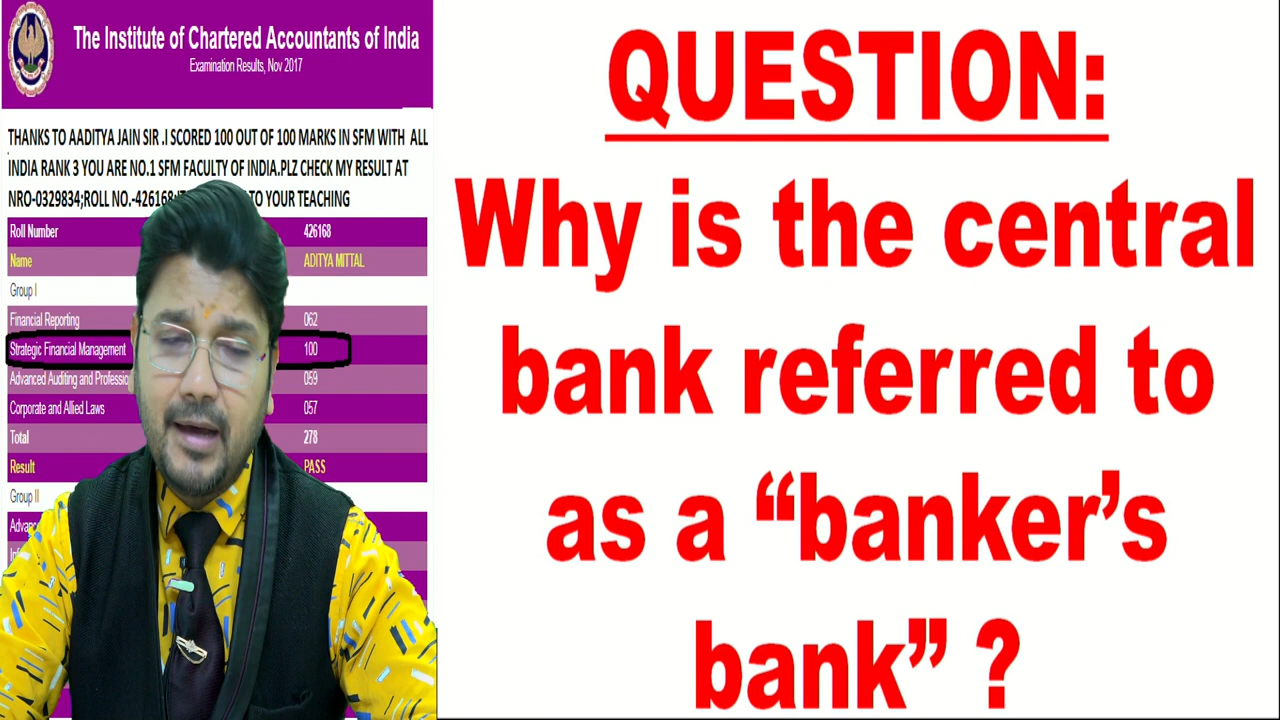 The Institute of Chartered Accountants of India
Examination Results, Nov 2017
THANKS TO AADITYA JAIN SIR .I SCORED 100 OUT OF 100 MARKS IN SFM WITH ALL
INDIA RANK 3 YOU ARE NO.1 SFM FACULTY OF INDIA.PLZ CHECK MY RESULT AT
NRO-0329834;ROLL NO.-426168; TO YOUR TEACHING
Roll Number 426168
Name ADITYA MITTAL
Group I
Financial Reporting 062
Strategic Financial Management 100
Advanced Auditing and 059
Corporate and Allied Laws 057
Total 278
Result PASS
Group II
QUESTION:
Why is the central
bank referred to
as a “banker’s
bank” ?